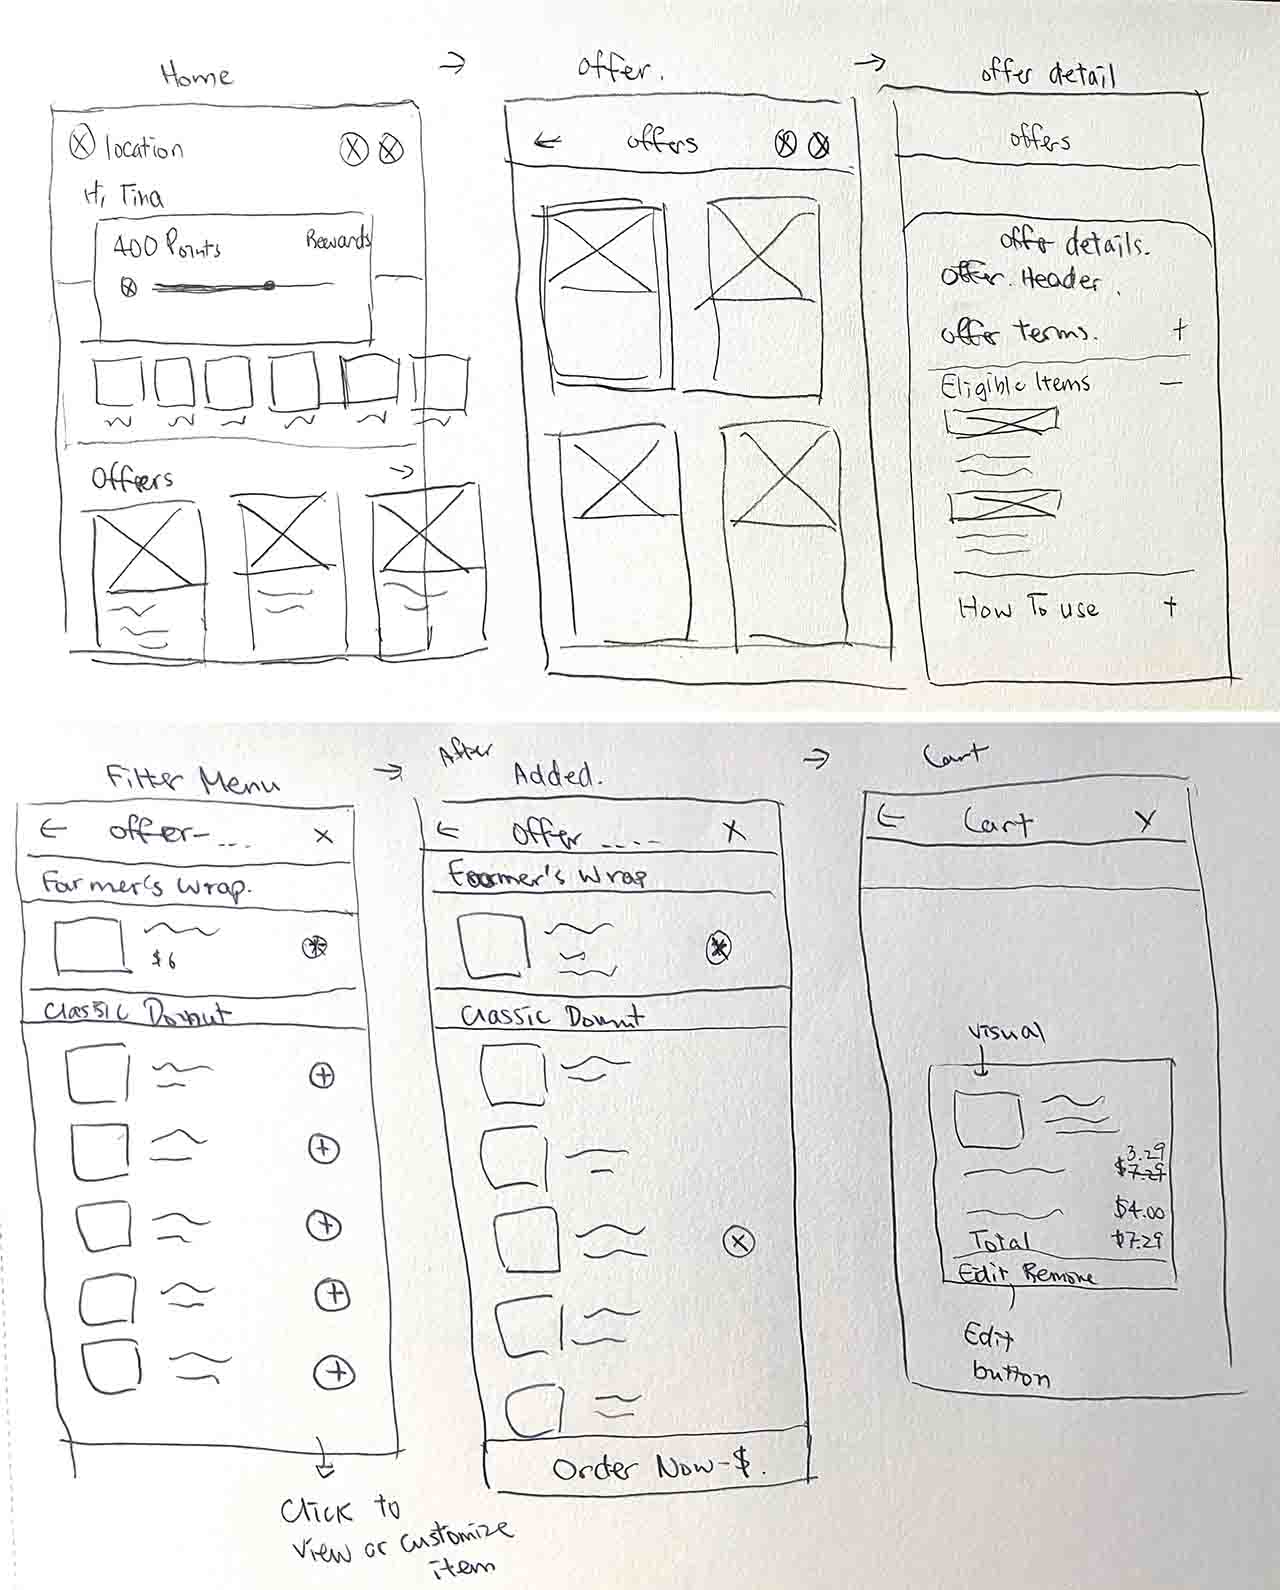 Home → Offer. → offer detail
location
Hi, Tina
400 Points Rewards
Offers →
← offers
offers
offer details.
offer. Header.
offer terms. +
Eligible Items —
How To use +
Filter Menu → After Added. → Cart
← offer- ... X
Farmer's Wrap.
$6
Classic Donut
+
+
+
+
+
Click to
view or customize
item
← Offer .... X
Farmer's Wrap
Classic Donut
X
Order Now-$.
← Cart X
visual
3.29
$7.29
$4.00
Total $7.29
Edit Remove
Edit
button